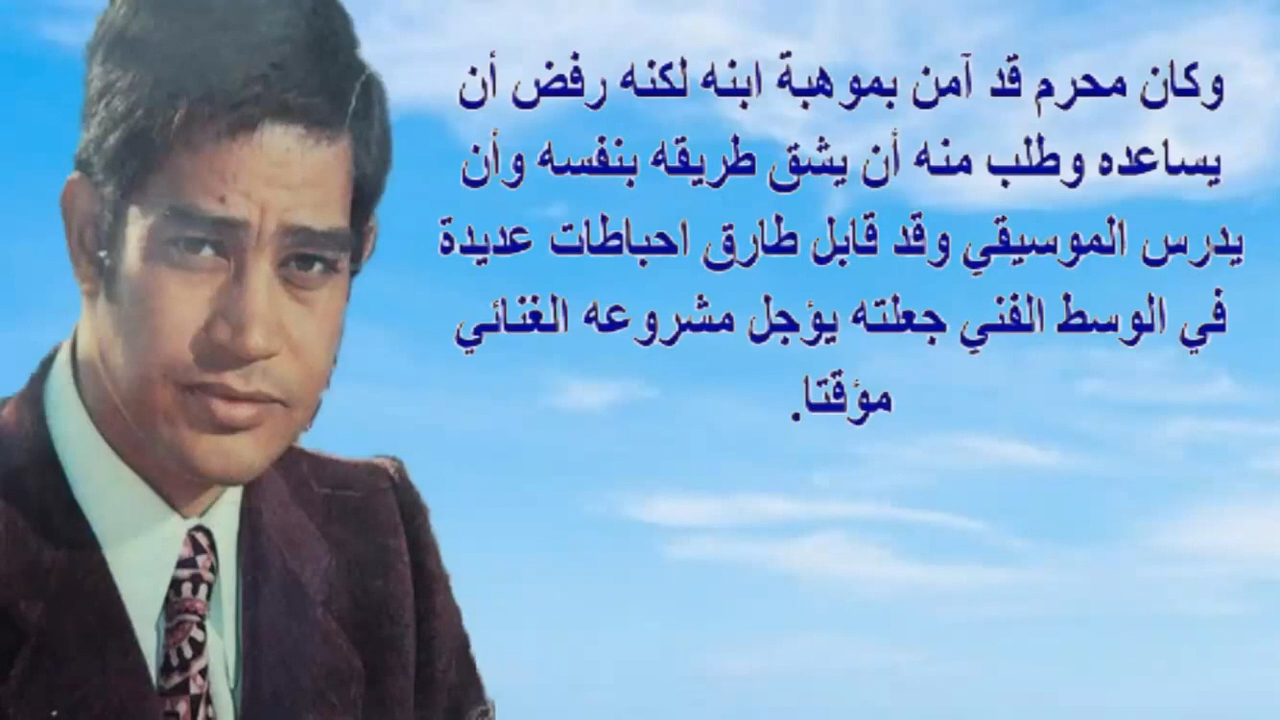 وكان محرم قد آمن بموهبة ابنه لكنه رفض أن
يساعده وطلب منه أن يشق طريقه بنفسه وأن
يدرس الموسيقي وقد قابل طارق احباطات عديدة
في الوسط الفني جعلته يؤجل مشروعه الغنائي
مؤقتا.